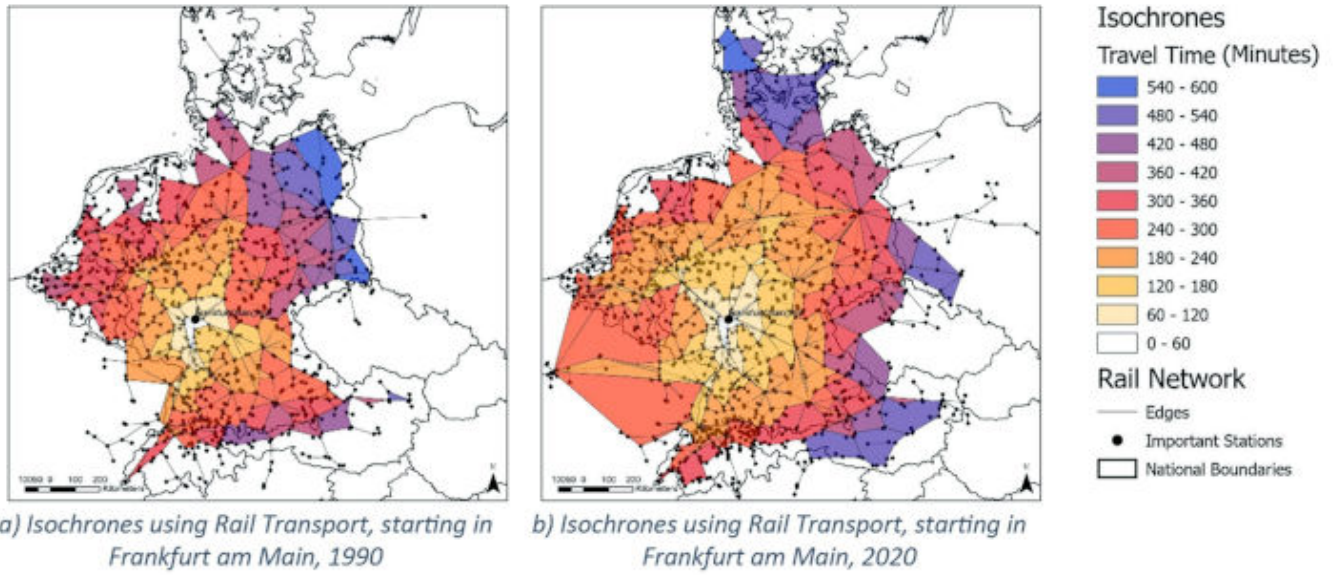 Isochrones
Travel Time (Minutes)
540 - 600
480 - 540
420 - 480
360 - 420
300 - 360
240 - 300
180 - 240
120 - 180
60 - 120
0 - 60
Rail Network
Edges
Important Stations
National Boundaries
a) Isochrones using Rail Transport, starting in
Frankfurt am Main, 1990
b) Isochrones using Rail Transport, starting in
Frankfurt am Main, 2020